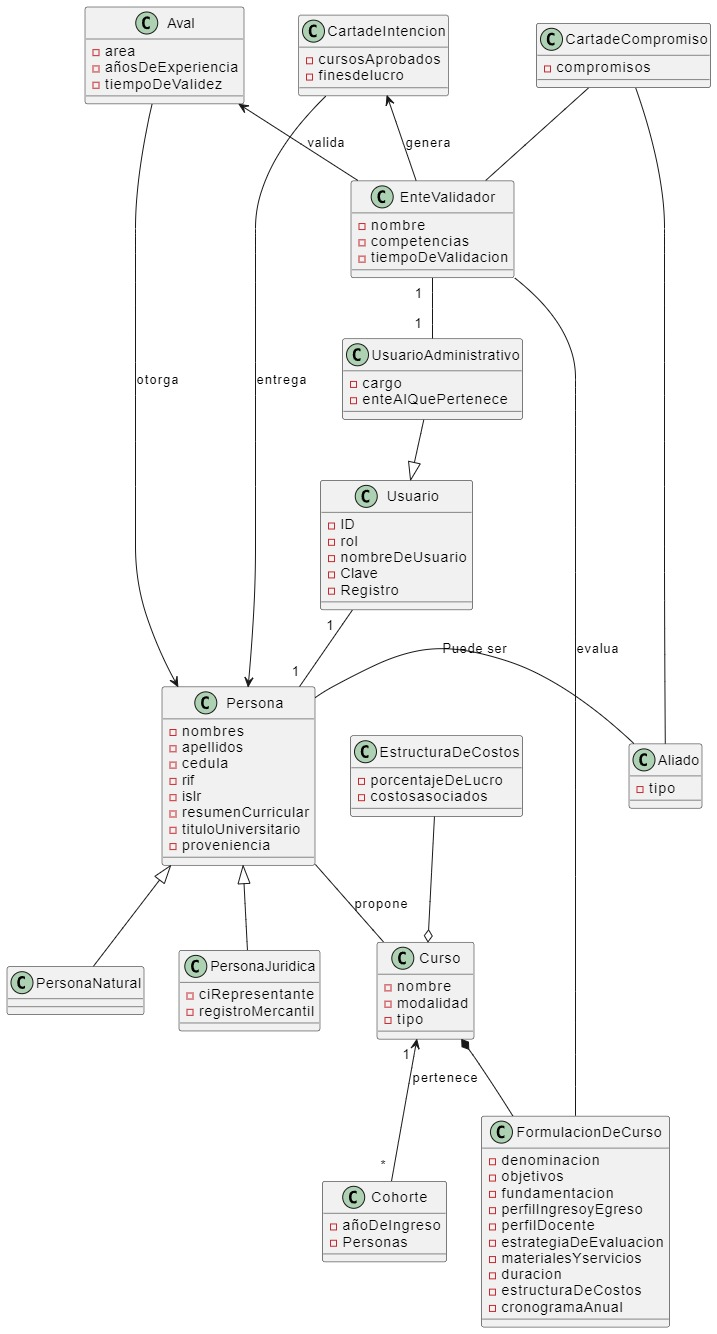 C Aval
area
añosDeExperiencia
tiempoDeValidez
C CartadeIntencion
cursosAprobados
finesdelucro
C CartadeCompromiso
compromisos
valida
genera
C EnteValidador
nombre
competencias
tiempoDeValidacion
1
1
C UsuarioAdministrativo
cargo
enteAlQuePertenece
otorga
entrega
C Usuario
ID
rol
nombreDeUsuario
Clave
Registro
1
1
Puede ser
evalua
C Persona
nombres
apellidos
cedula
rif
islr
resumenCurricular
tituloUniversitario
proveniencia
C EstructuraDeCostos
porcentajeDeLucro
costosasociados
C Aliado
tipo
propone
C PersonaNatural
C PersonaJuridica
ciRepresentante
registroMercantil
C Curso
nombre
modalidad
tipo
1
pertenece
*
C Cohorte
añoDeIngreso
Personas
C FormulacionDeCurso
denominacion
objetivos
fundamentacion
perfilIngresoyEgreso
perfilDocente
estrategiaDeEvaluacion
materialesYservicios
duracion
estructuraDeCostos
cronogramaAnual